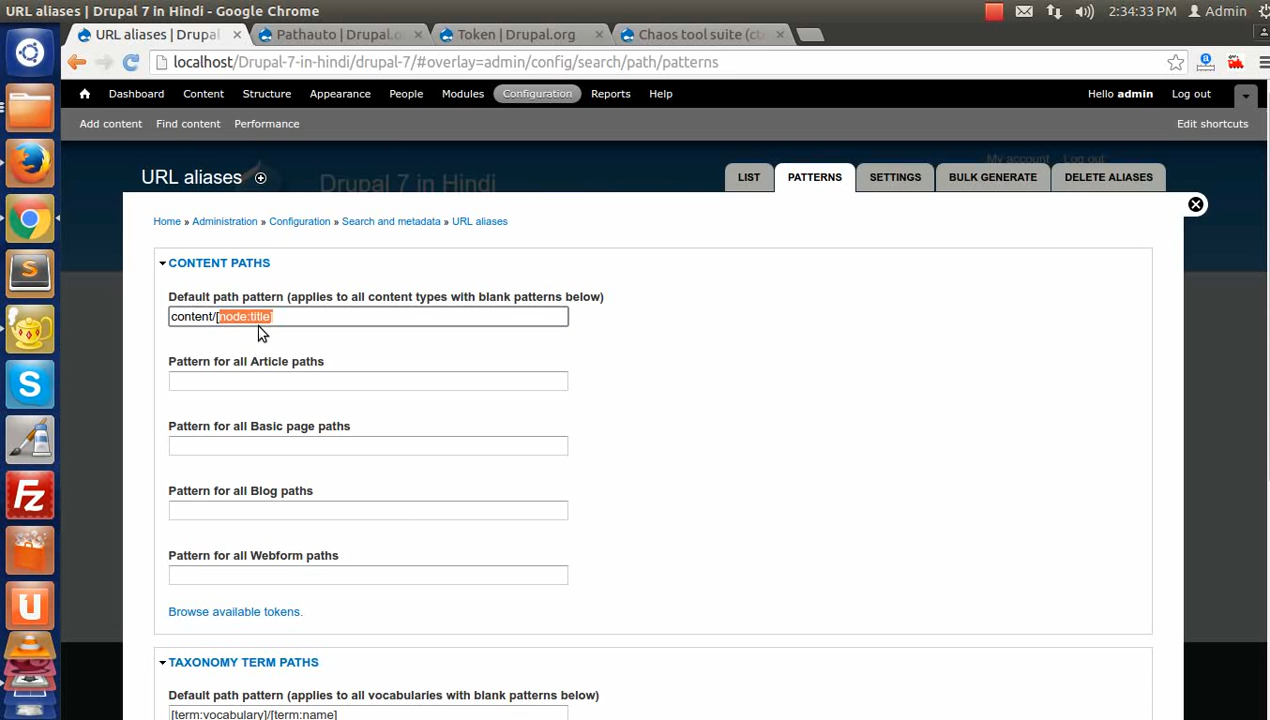 URL aliases | Drupal 7 in Hindi - Google Chrome
2:34:33 PM Admin
URL aliases | Drupal
Pathauto | Drupal.o
Token | Drupal.org
Chaos tool suite (ct
localhost/Drupal-7-in-hindi/drupal-7/#overlay=admin/config/search/path/patterns
Dashboard Content Structure Appearance People Modules Configuration Reports Help
Hello admin Log out
Add content Find content Performance
Edit shortcuts
My account Log out
URL aliases
Drupal 7 in Hindi
LIST PATTERNS SETTINGS BULK GENERATE DELETE ALIASES
Home » Administration » Configuration » Search and metadata » URL aliases
CONTENT PATHS
Default path pattern (applies to all content types with blank patterns below)
content/[node:title]
Pattern for all Article paths
Pattern for all Basic page paths
Pattern for all Blog paths
Pattern for all Webform paths
Browse available tokens.
TAXONOMY TERM PATHS
Default path pattern (applies to all vocabularies with blank patterns below)
[term:vocabulary]/[term:name]